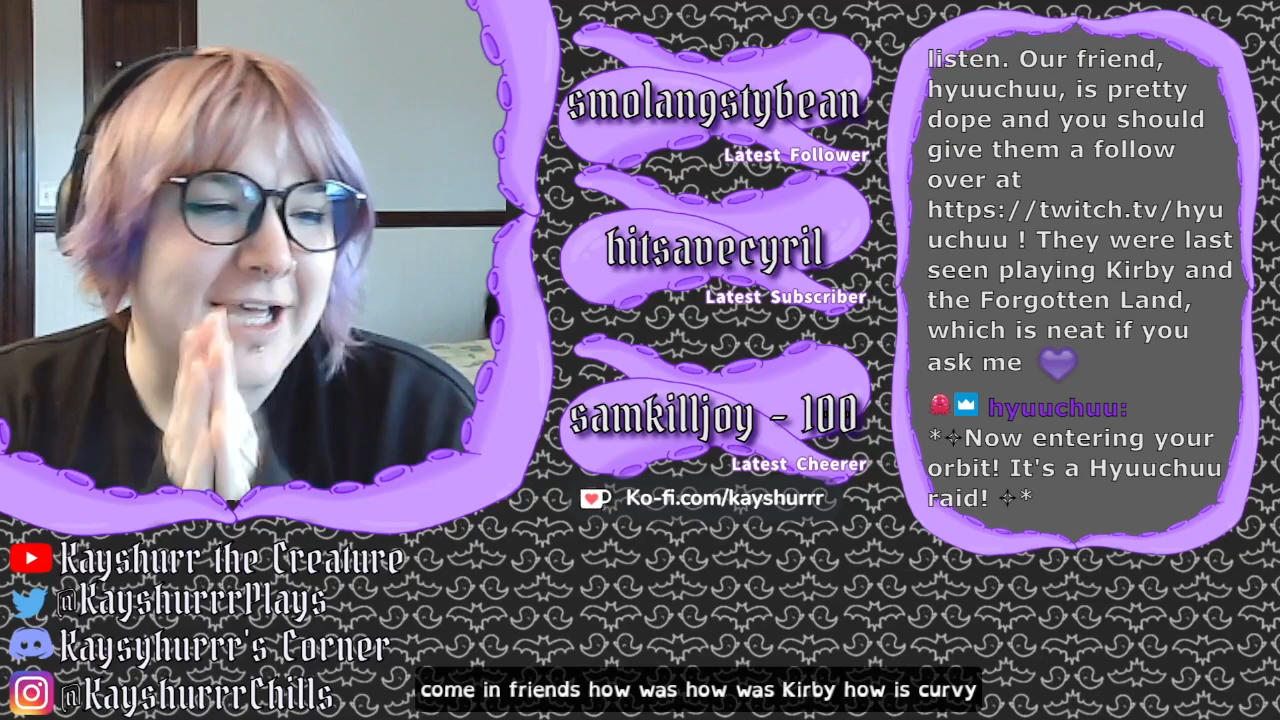 smolangstybean
Latest Follower
hitsavecyril
Latest Subscriber
samkilljoy - 100
Latest Cheerer
Ko-fi.com/kayshurrr
listen. Our friend,
hyuuchuu, is pretty
dope and you should
give them a follow
over at
https://twitch.tv/hyu
uchuu ! They were last
seen playing Kirby and
the Forgotten Land,
which is neat if you
ask me 💜
hyuuchuu:
*✧Now entering your
orbit! It's a Hyuuchuu
raid! ✧*
Kayshurr the Creature
@KayshurrrPlays
Kaysyhurrr's Corner
@KayshurrrChills
come in friends how was how was Kirby how is curvy